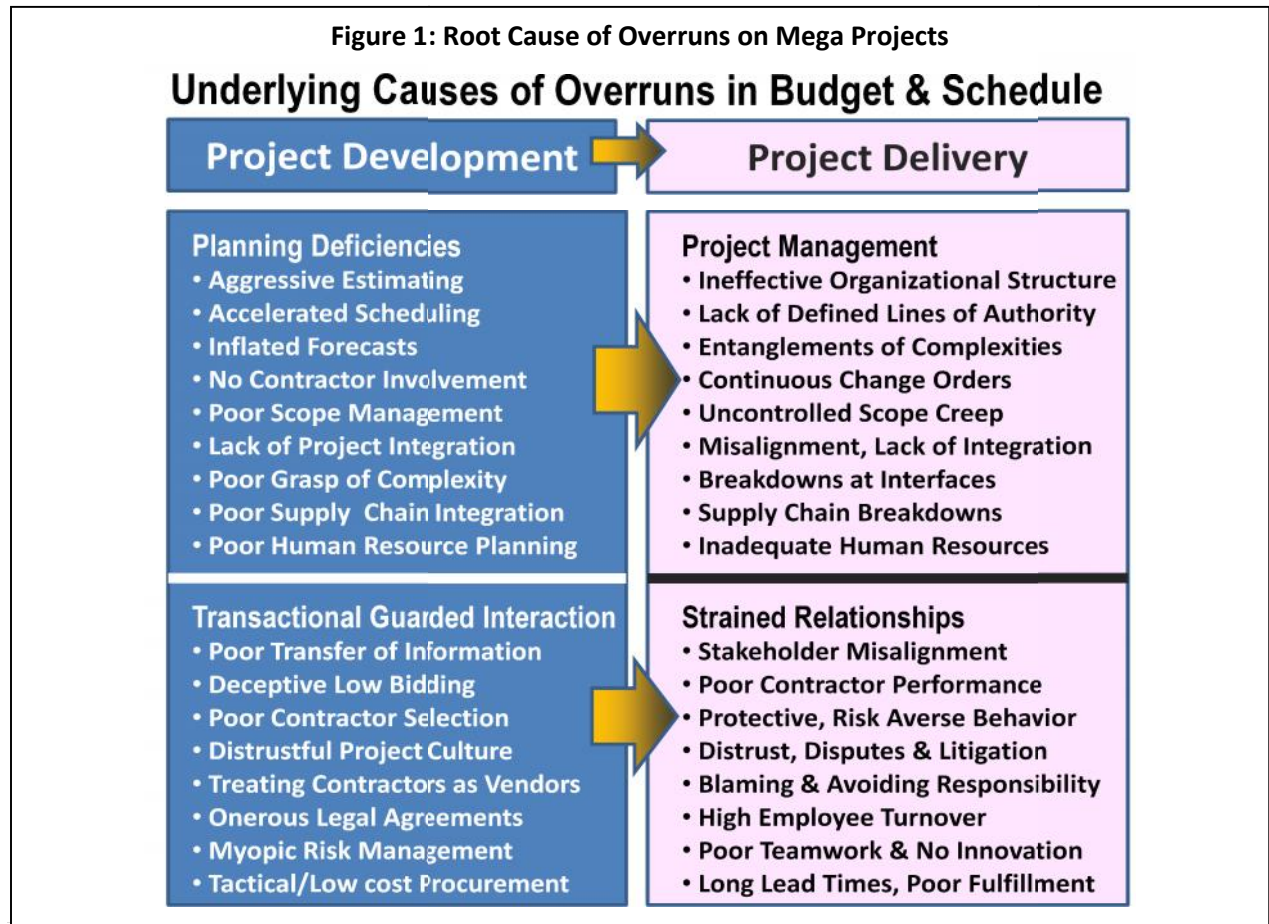 Figure 1: Root Cause of Overruns on Mega Projects
Underlying Causes of Overruns in Budget & Schedule
Project Development
Project Delivery
Planning Deficiencies
• Aggressive Estimating
• Accelerated Scheduling
• Inflated Forecasts
• No Contractor Involvement
• Poor Scope Management
• Lack of Project Integration
• Poor Grasp of Complexity
• Poor Supply Chain Integration
• Poor Human Resource Planning
Project Management
• Ineffective Organizational Structure
• Lack of Defined Lines of Authority
• Entanglements of Complexities
• Continuous Change Orders
• Uncontrolled Scope Creep
• Misalignment, Lack of Integration
• Breakdowns at Interfaces
• Supply Chain Breakdowns
• Inadequate Human Resources
Transactional Guarded Interaction
• Poor Transfer of Information
• Deceptive Low Bidding
• Poor Contractor Selection
• Distrustful Project Culture
• Treating Contractors as Vendors
• Onerous Legal Agreements
• Myopic Risk Management
• Tactical/Low cost Procurement
Strained Relationships
• Stakeholder Misalignment
• Poor Contractor Performance
• Protective, Risk Averse Behavior
• Distrust, Disputes & Litigation
• Blaming & Avoiding Responsibility
• High Employee Turnover
• Poor Teamwork & No Innovation
• Long Lead Times, Poor Fulfillment